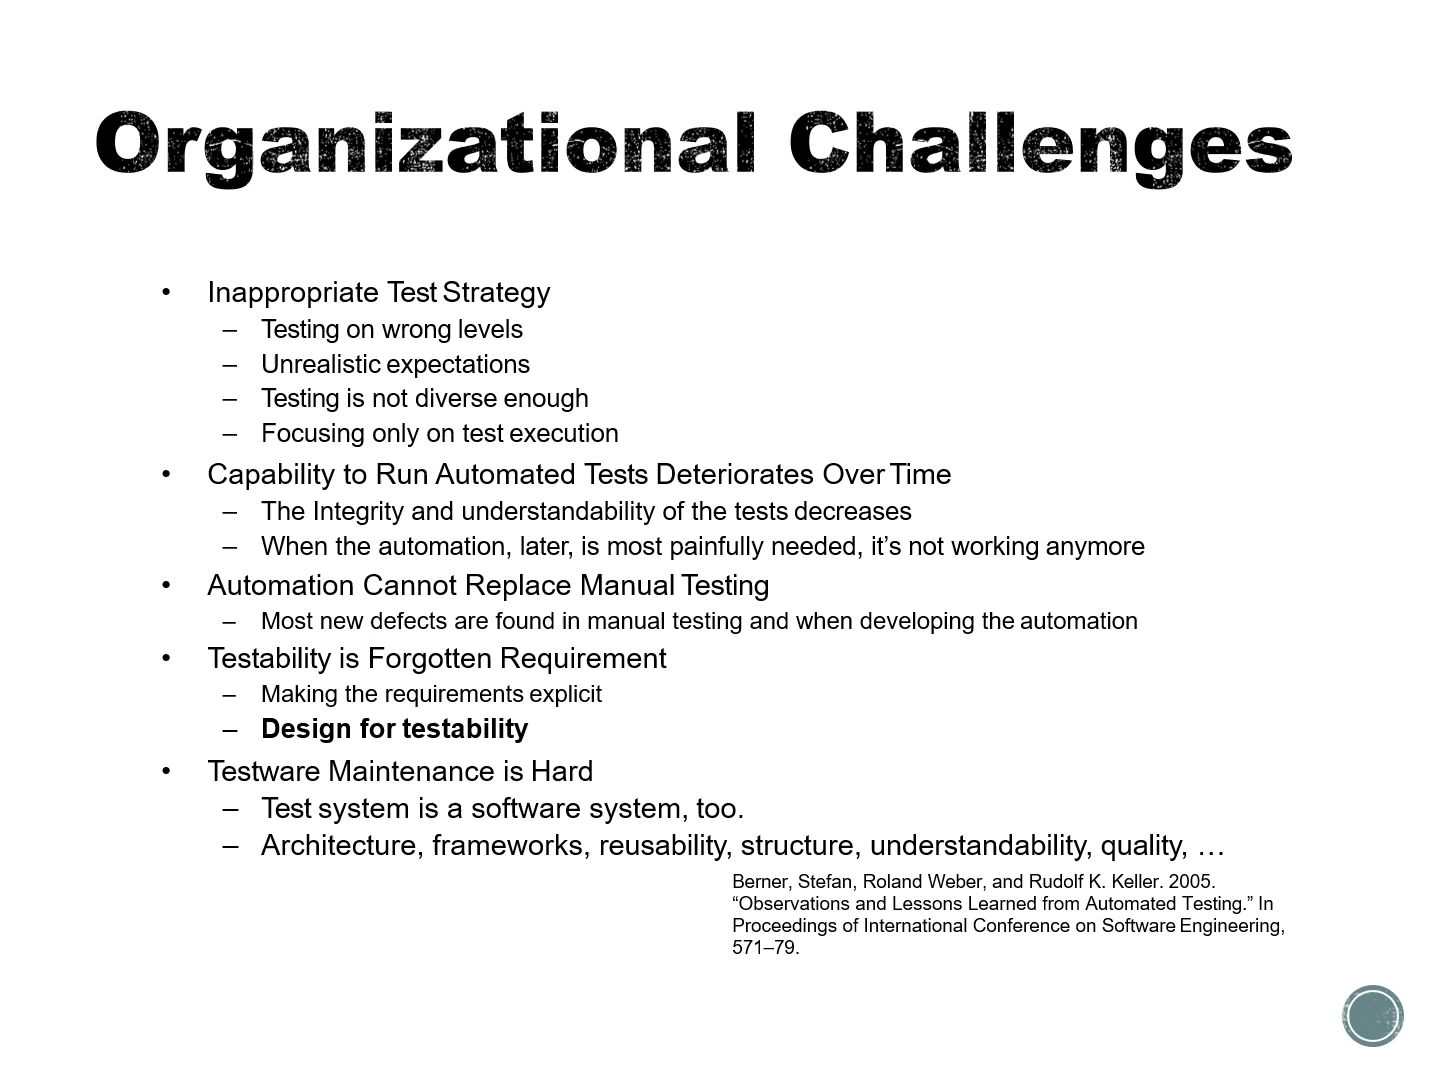 Organizational Challenges
• Inappropriate Test Strategy
– Testing on wrong levels
– Unrealistic expectations
– Testing is not diverse enough
– Focusing only on test execution
• Capability to Run Automated Tests Deteriorates Over Time
– The Integrity and understandability of the tests decreases
– When the automation, later, is most painfully needed, it’s not working anymore
• Automation Cannot Replace Manual Testing
– Most new defects are found in manual testing and when developing the automation
• Testability is Forgotten Requirement
– Making the requirements explicit
– Design for testability
• Testware Maintenance is Hard
– Test system is a software system, too.
– Architecture, frameworks, reusability, structure, understandability, quality, …
Berner, Stefan, Roland Weber, and Rudolf K. Keller. 2005.
“Observations and Lessons Learned from Automated Testing.” In
Proceedings of International Conference on Software Engineering,
571–79.